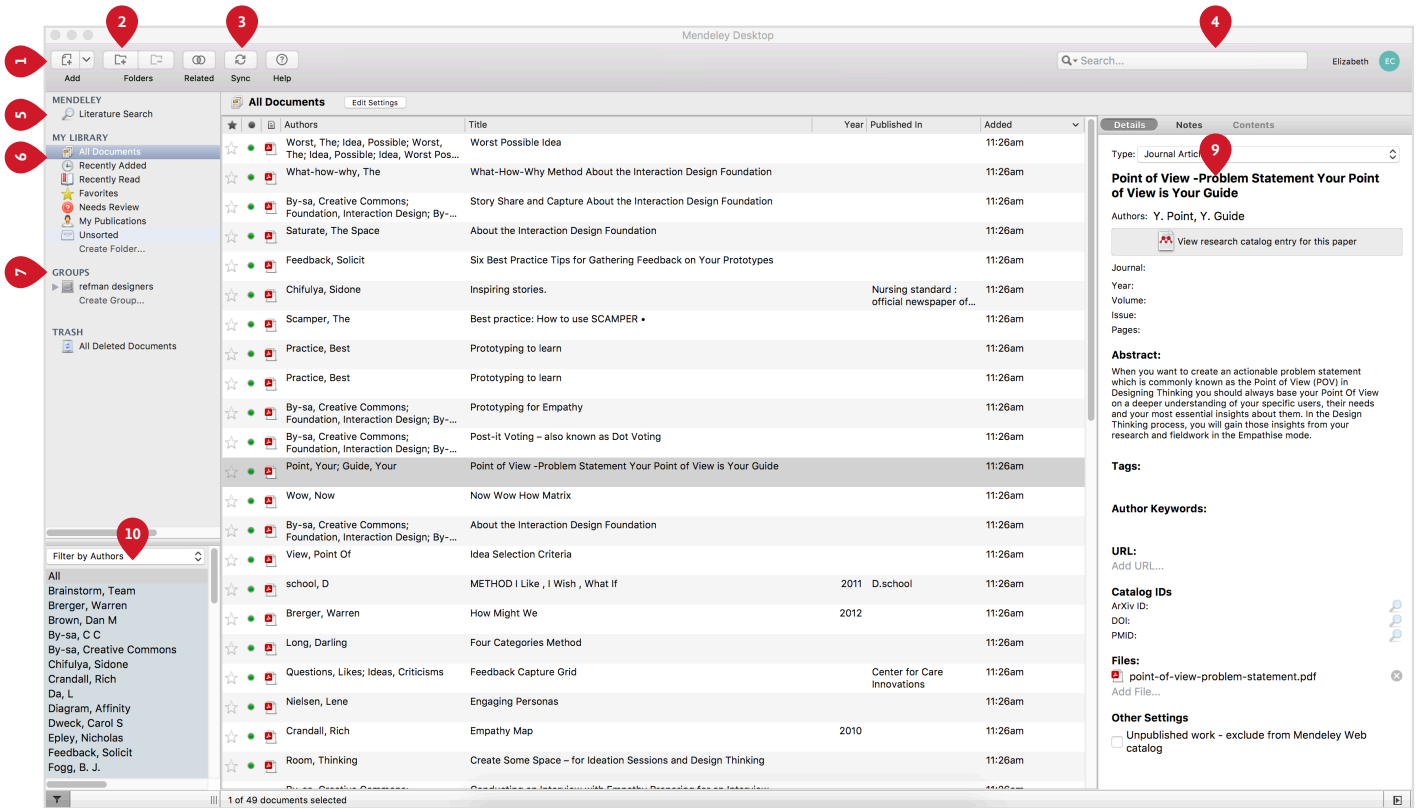 2
3
4
Mendeley Desktop
1
Search...
Elizabeth
EC
Add
Folders
Related
Sync
Help
MENDELEY
5
Literature Search
MY LIBRARY
6
All Documents
Recently Added
Recently Read
Favorites
Needs Review
My Publications
Unsorted
Create Folder...
7
GROUPS
refman designers
Create Group...
TRASH
All Deleted Documents
10
Filter by Authors
All
Brainstorm, Team
Brerger, Warren
Brown, Dan M
By-sa, C C
By-sa, Creative Commons
Chifulya, Sidone
Crandall, Rich
Da, L
Diagram, Affinity
Dweck, Carol S
Epley, Nicholas
Feedback, Solicit
Fogg, B. J.
All Documents
Edit Settings
Authors Title Year Published In Added
Worst, The; Idea, Possible; Worst, Worst Possible Idea 11:26am
The; Idea, Possible; Idea, Worst Pos...
What-how-why, The What-How-Why Method About the Interaction Design Foundation 11:26am
By-sa, Creative Commons; Story Share and Capture About the Interaction Design Foundation 11:26am
Foundation, Interaction Design; By-...
Saturate, The Space About the Interaction Design Foundation 11:26am
Feedback, Solicit Six Best Practice Tips for Gathering Feedback on Your Prototypes 11:26am
Chifulya, Sidone Inspiring stories. Nursing standard : 11:26am
official newspaper of...
Scamper, The Best practice: How to use SCAMPER • 11:26am
Practice, Best Prototyping to learn 11:26am
Practice, Best Prototyping to learn 11:26am
By-sa, Creative Commons; Prototyping for Empathy 11:26am
Foundation, Interaction Design; By-...
By-sa, Creative Commons; Post-it Voting – also known as Dot Voting 11:26am
Foundation, Interaction Design; By-...
Point, Your; Guide, Your Point of View -Problem Statement Your Point of View is Your Guide 11:26am
Wow, Now Now Wow How Matrix 11:26am
By-sa, Creative Commons; About the Interaction Design Foundation 11:26am
Foundation, Interaction Design; By-...
View, Point Of Idea Selection Criteria 11:26am
school, D METHOD I Like , I Wish , What If 2011 D.school 11:26am
Brerger, Warren How Might We 2012 11:26am
Long, Darling Four Categories Method 11:26am
Questions, Likes; Ideas, Criticisms Feedback Capture Grid Center for Care 11:26am
Innovations
Nielsen, Lene Engaging Personas 11:26am
Crandall, Rich Empathy Map 2010 11:26am
Room, Thinking Create Some Space – for Ideation Sessions and Design Thinking 11:26am
By-sa, Creative Commons; Conducting an Interview with Empathy Preparing for an Interview 11:26am
1 of 49 documents selected
Details Notes Contents
9
Type: Journal Artic
Point of View -Problem Statement Your Point
of View is Your Guide
Authors: Y. Point, Y. Guide
View research catalog entry for this paper
Journal:
Year:
Volume:
Issue:
Pages:
Abstract:
When you want to create an actionable problem statement
which is commonly known as the Point of View (POV) in
Designing Thinking you should always base your Point Of View
on a deeper understanding of your specific users, their needs
and your most essential insights about them. In the Design
Thinking process, you will gain those insights from your
research and fieldwork in the Empathise mode.
Tags:
Author Keywords:
URL:
Add URL...
Catalog IDs
ArXiv ID:
DOI:
PMID:
Files:
point-of-view-problem-statement.pdf
Add File...
Other Settings
Unpublished work - exclude from Mendeley Web
catalog